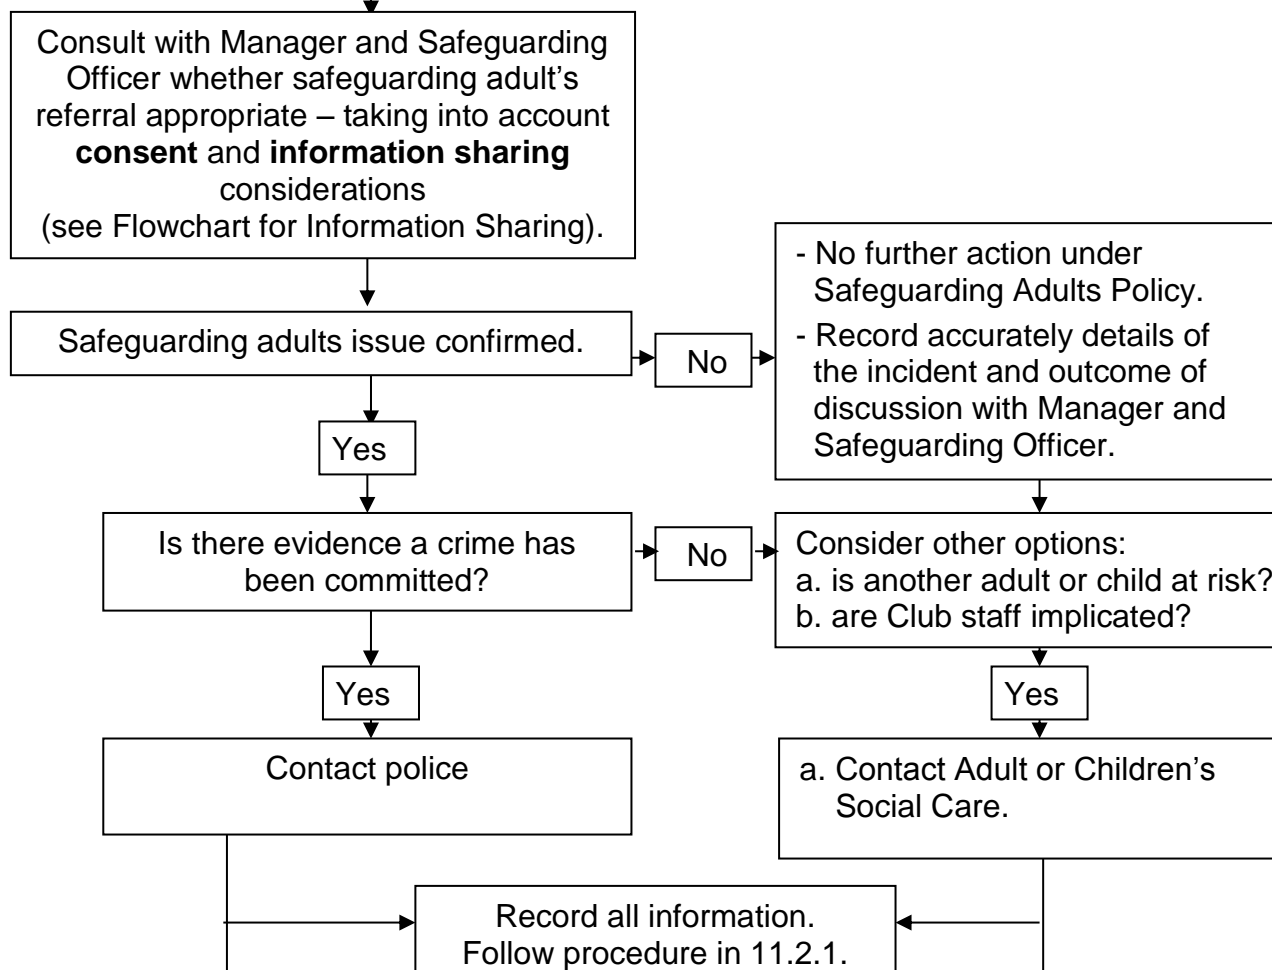 Consult with Manager and Safeguarding
Officer whether safeguarding adult’s
referral appropriate – taking into account
consent and information sharing
considerations
(see Flowchart for Information Sharing).
- No further action under
Safeguarding Adults Policy.
- Record accurately details of
the incident and outcome of
discussion with Manager and
Safeguarding Officer.
Safeguarding adults issue confirmed.
No
Yes
Is there evidence a crime has
been committed?
No
Consider other options:
a. is another adult or child at risk?
b. are Club staff implicated?
Yes
Yes
Contact police
a. Contact Adult or Children’s
Social Care.
Record all information.
Follow procedure in 11.2.1.